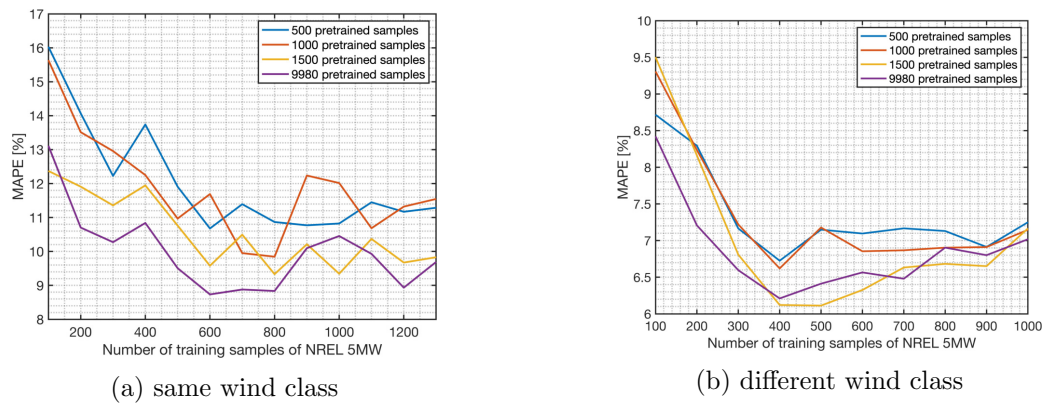 17
16
15
14
13
12
11
10
9
8
MAPE [%]
500 pretrained samples
1000 pretrained samples
1500 pretrained samples
9980 pretrained samples
200 400 600 800 1000 1200
Number of training samples of NREL 5MW
(a) same wind class
10
9.5
9
8.5
8
7.5
7
6.5
6
MAPE [%]
500 pretrained samples
1000 pretrained samples
1500 pretrained samples
9980 pretrained samples
100 200 300 400 500 600 700 800 900 1000
Number of training samples of NREL 5MW
(b) different wind class